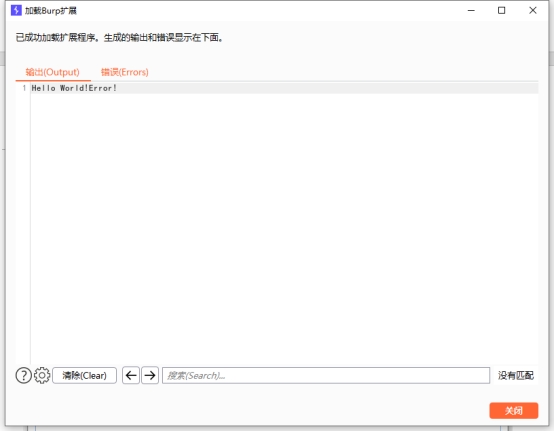 加载Burp扩展
已成功加载扩展程序。生成的输出和错误显示在下面。
输出(Output) 错误(Errors)
1 Hello World!Error!
清除(Clear) 搜索(Search)... 没有匹配
关闭